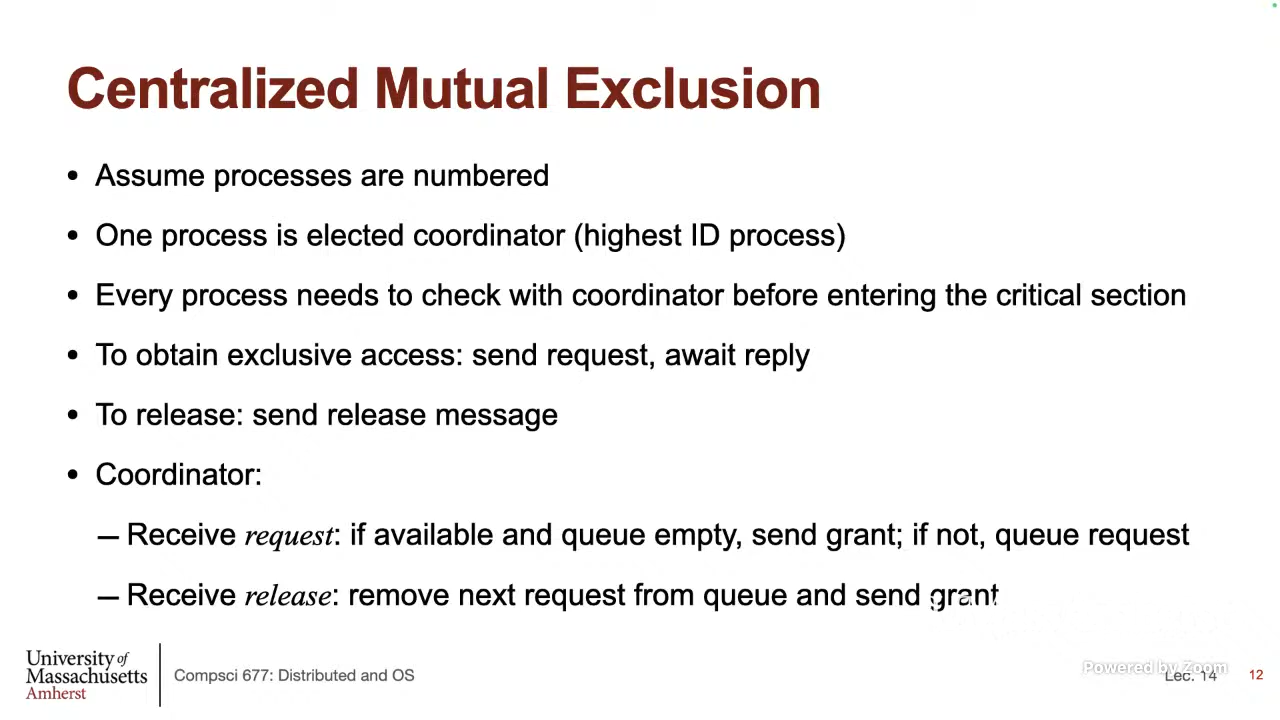 Centralized Mutual Exclusion
• Assume processes are numbered
• One process is elected coordinator (highest ID process)
• Every process needs to check with coordinator before entering the critical section
• To obtain exclusive access: send request, await reply
• To release: send release message
• Coordinator:
– Receive request: if available and queue empty, send grant; if not, queue request
– Receive release: remove next request from queue and send grant
University of
Massachusetts
Amherst
Compsci 677: Distributed and OS
Powered by Zoom
Lec. 14
12